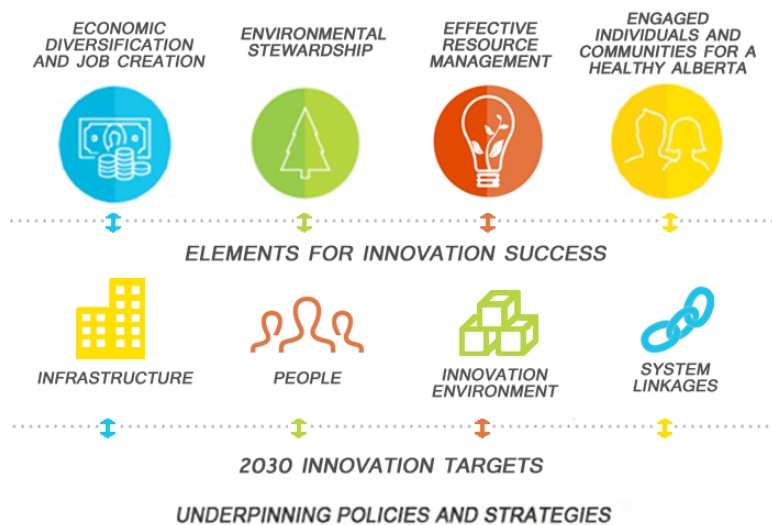 ECONOMIC
DIVERSIFICATION
AND JOB CREATION
ENVIRONMENTAL
STEWARDSHIP
EFFECTIVE
RESOURCE
MANAGEMENT
ENGAGED
INDIVIDUALS AND
COMMUNITIES FOR A
HEALTHY ALBERTA
ELEMENTS FOR INNOVATION SUCCESS
INFRASTRUCTURE
PEOPLE
INNOVATION
ENVIRONMENT
SYSTEM
LINKAGES
2030 INNOVATION TARGETS
UNDERPINNING POLICIES AND STRATEGIES